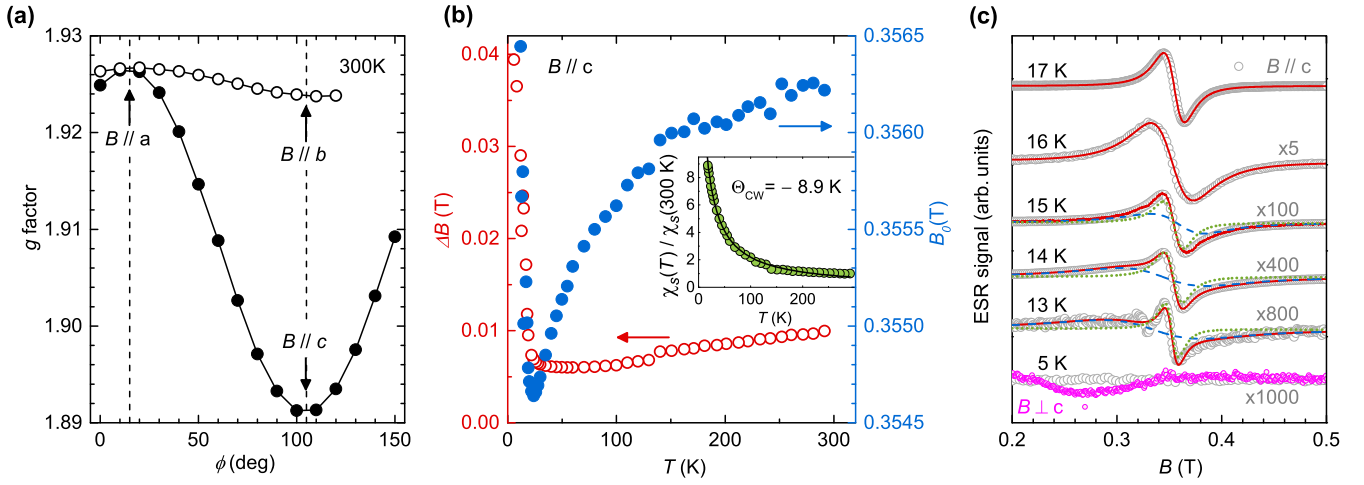 (a)
1.93
1.92
1.91
1.90
1.89
g factor
300K
B // a
B // b
B // c
0
50
100
150
ϕ (deg)
(b)
0.04
0.03
0.02
0.01
0.00
ΔB (T)
B // c
0
100
200
300
T (K)
0.3565
0.3560
0.3555
0.3550
0.3545
B₀(T)
χS(T) / χS(300 K)
8
6
4
2
0
Θ_CW = − 8.9 K
0
100
200
T (K)
(c)
ESR signal (arb. units)
17 K
B // c
16 K
x5
15 K
x100
14 K
x400
13 K
x800
5 K
x1000
B ⊥ c
0.2
0.3
0.4
0.5
B (T)